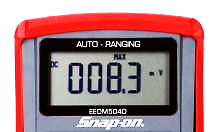 AUTO - RANGING
MAX
DC 008.3 m V
EEDM504D
Snap-on